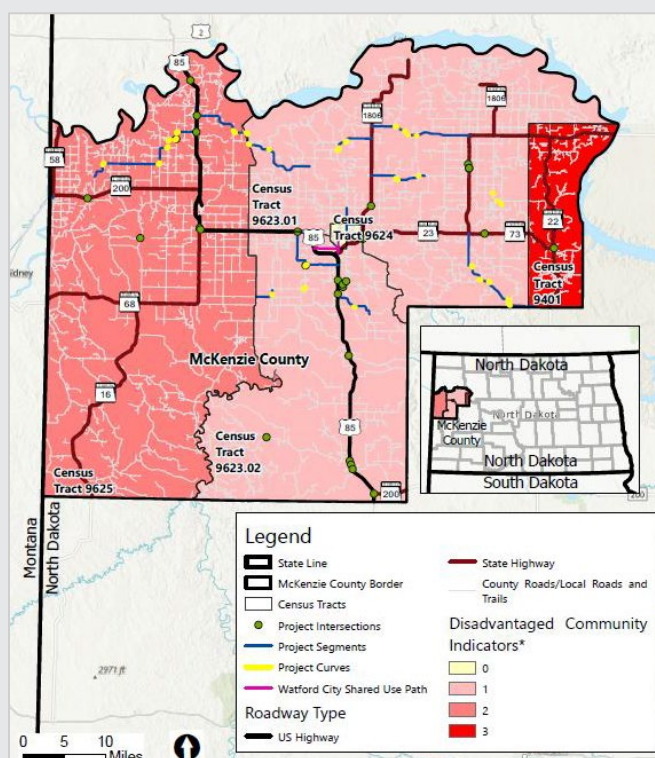 2
85
1806
1806
58
200
Census
Tract
9623.01
Census
Tract 9624
22
85
23
73
Census
Tract
9401
68
McKenzie County
North Dakota
North Dakota
McKenzie
County
North Dakota
South Dakota
16
Census
Tract
9623.02
85
Census
Tract 9625
200
200
Montana
North Dakota
2971 ft
Legend
State Line
McKenzie County Border
Census Tracts
Project Intersections
Project Segments
Project Curves
Watford City Shared Use Path
Roadway Type
US Highway
State Highway
County Roads/Local Roads and
Trails
Disadvantaged Community
Indicators*
0
1
2
3
0 5 10
Miles